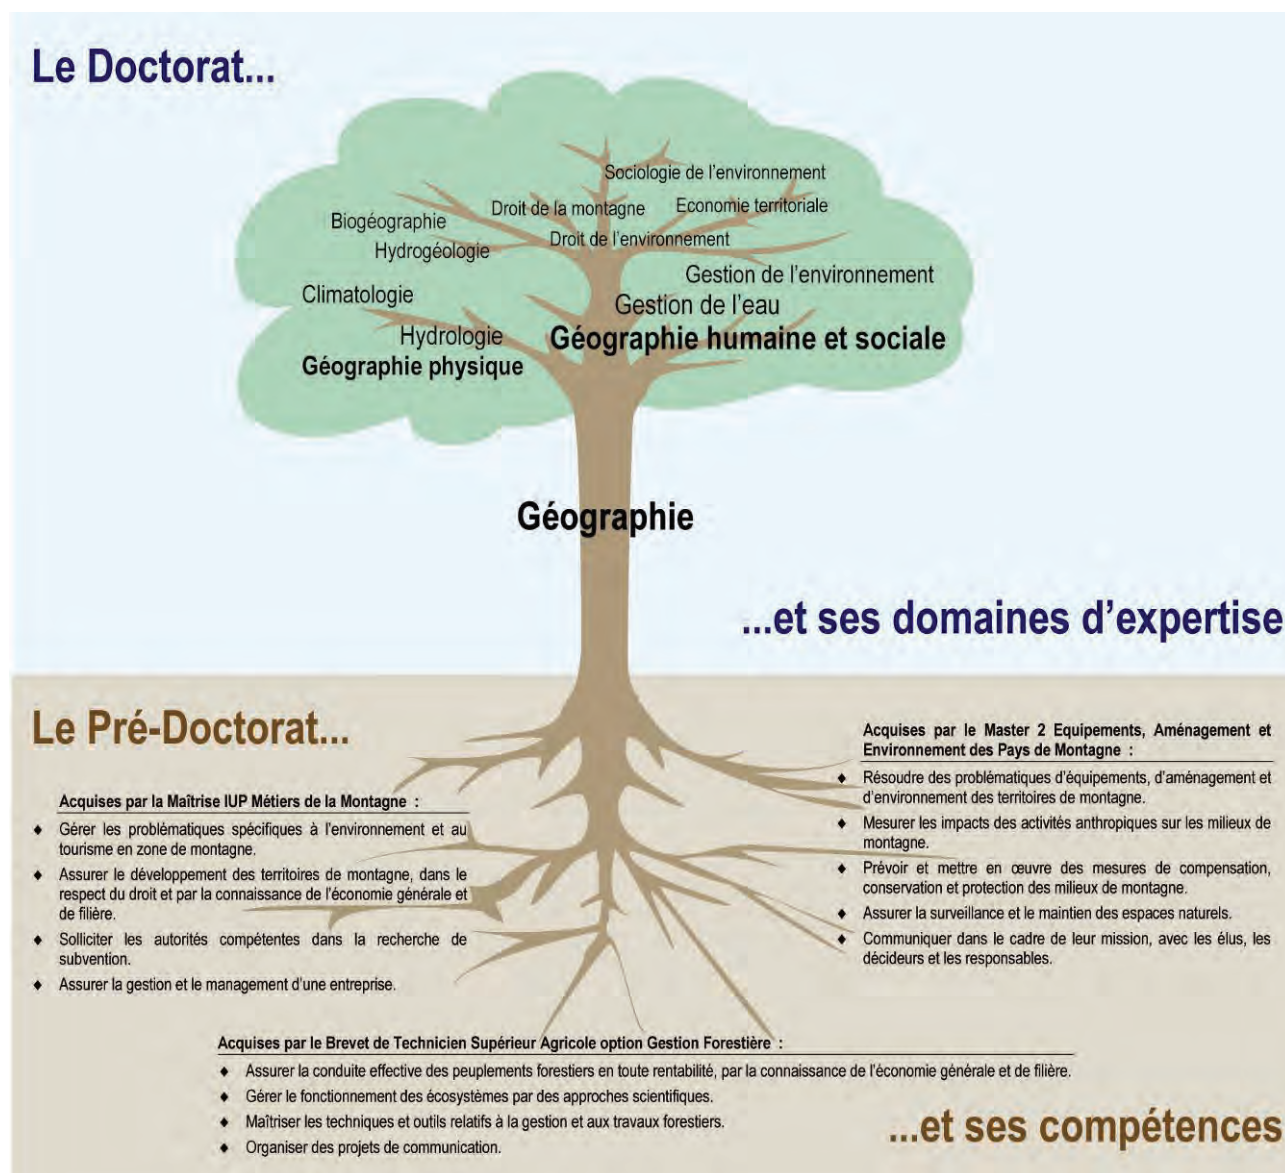 Le Doctorat...
Sociologie de l'environnement
Droit de la montagne
Economie territoriale
Biogéographie
Droit de l'environnement
Hydrogéologie
Gestion de l'environnement
Climatologie
Gestion de l'eau
Hydrologie
Géographie humaine et sociale
Géographie physique
Géographie
...et ses domaines d'expertise
Le Pré-Doctorat...
Acquises par la Maîtrise IUP Métiers de la Montagne :
♦ Gérer les problématiques spécifiques à l'environnement et au
tourisme en zone de montagne.
♦ Assurer le développement des territoires de montagne, dans le
respect du droit et par la connaissance de l'économie générale et
de filière.
♦ Solliciter les autorités compétentes dans la recherche de
subvention.
♦ Assurer la gestion et le management d'une entreprise.
Acquises par le Master 2 Equipements, Aménagement et
Environnement des Pays de Montagne :
♦ Résoudre des problématiques d'équipements, d'aménagement et
d'environnement des territoires de montagne.
♦ Mesurer les impacts des activités anthropiques sur les milieux de
montagne.
♦ Prévoir et mettre en œuvre des mesures de compensation,
conservation et protection des milieux de montagne.
♦ Assurer la surveillance et le maintien des espaces naturels.
♦ Communiquer dans le cadre de leur mission, avec les élus, les
décideurs et les responsables.
Acquises par le Brevet de Technicien Supérieur Agricole option Gestion Forestière :
♦ Assurer la conduite effective des peuplements forestiers en toute rentabilité, par la connaissance de l'économie générale et de filière.
♦ Gérer le fonctionnement des écosystèmes par des approches scientifiques.
♦ Maîtriser les techniques et outils relatifs à la gestion et aux travaux forestiers.
♦ Organiser des projets de communication.
...et ses compétences